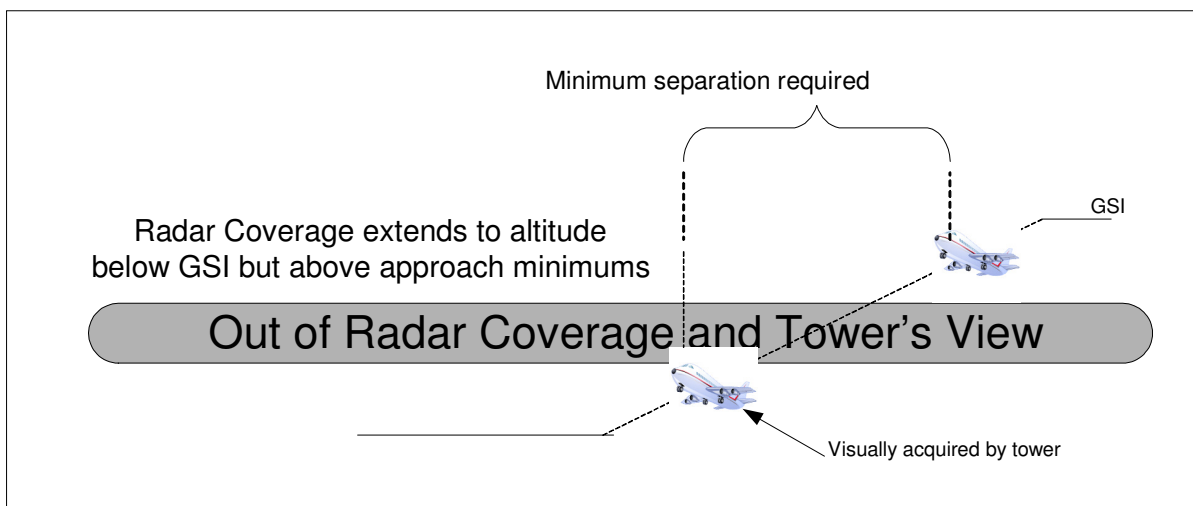 Minimum separation required
GSI
Radar Coverage extends to altitude
below GSI but above approach minimums
Out of Radar Coverage and Tower's View
Visually acquired by tower